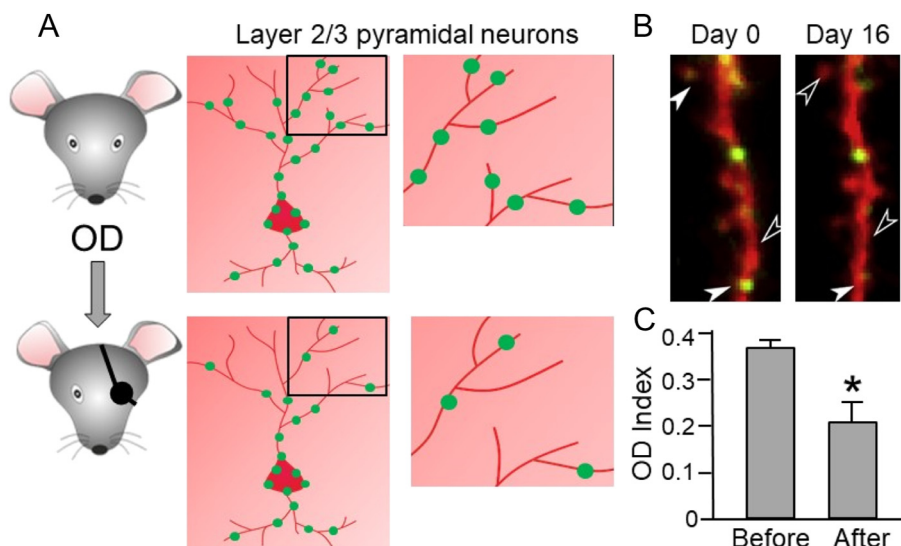 A
Layer 2/3 pyramidal neurons
OD
B
Day 0
Day 16
C
OD Index
0.4
0.3
0.2
0.1
0
*
Before
After